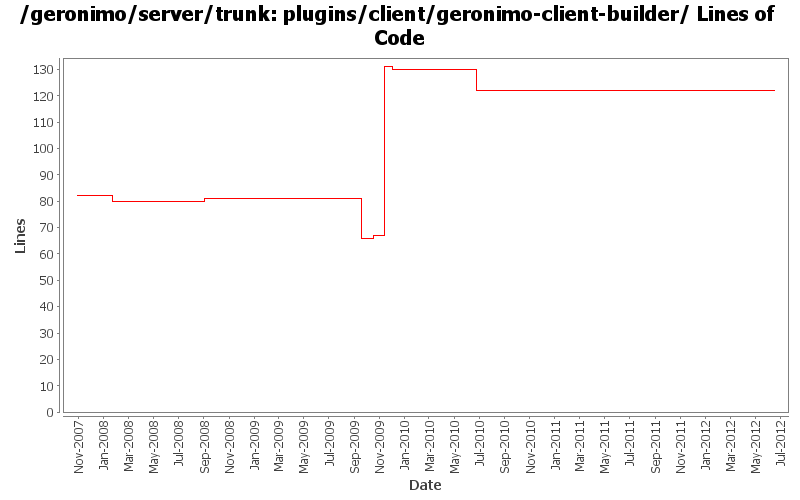 /geronimo/server/trunk: plugins/client/geronimo-client-builder/ Lines of
Code
130
120
110
100
90
80
70
60
50
40
30
20
10
0
Lines
Nov-2007
Jan-2008
Mar-2008
May-2008
Jul-2008
Sep-2008
Nov-2008
Jan-2009
Mar-2009
May-2009
Jul-2009
Sep-2009
Nov-2009
Jan-2010
Mar-2010
May-2010
Jul-2010
Sep-2010
Nov-2010
Jan-2011
Mar-2011
May-2011
Jul-2011
Sep-2011
Nov-2011
Jan-2012
Mar-2012
May-2012
Jul-2012
Date